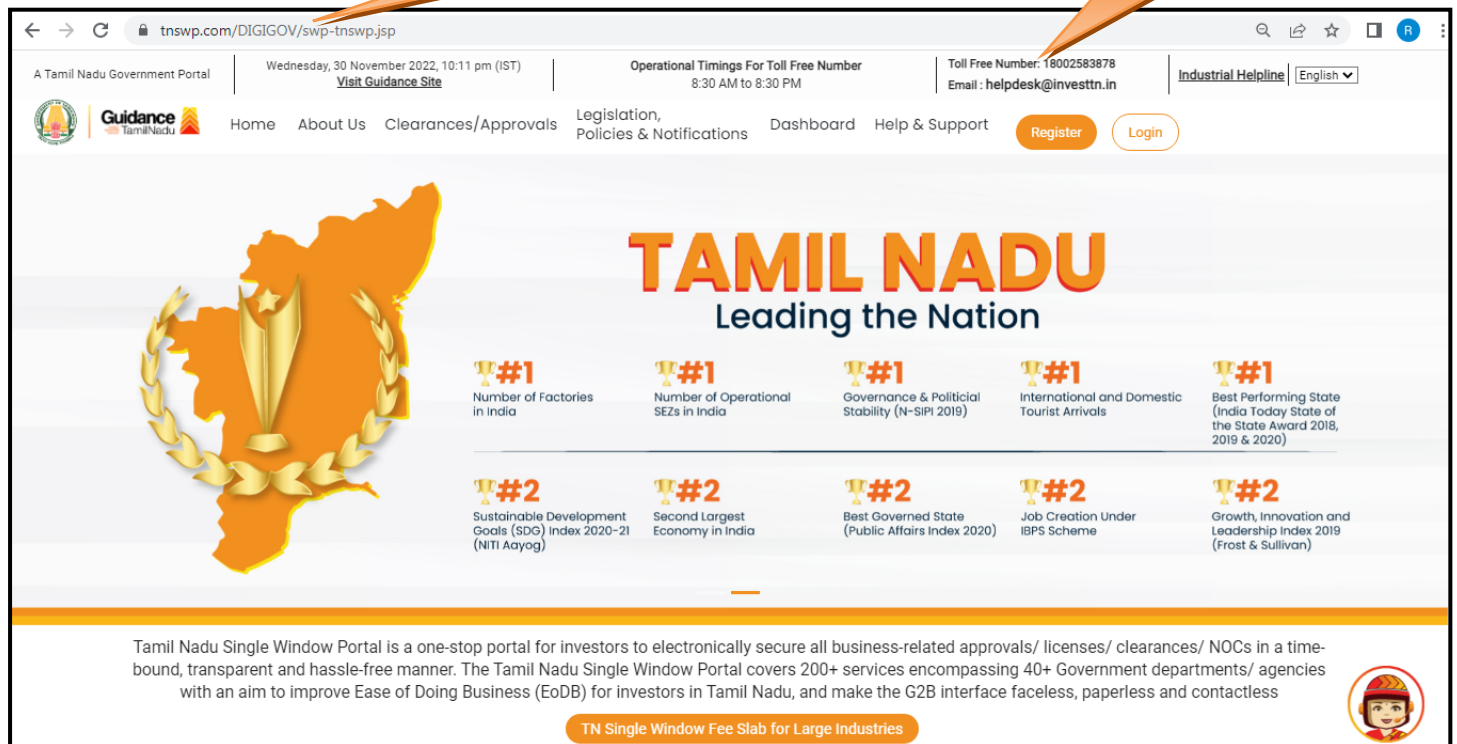 tnswp.com/DIGIGOV/swp-tnswp.jsp
R
A Tamil Nadu Government Portal
Wednesday, 30 November 2022, 10:11 pm (IST)
Visit Guidance Site
Operational Timings For Toll Free Number
8:30 AM to 8:30 PM
Toll Free Number: 18002583878
Email : helpdesk@investtn.in
Industrial Helpline
English
Guidance
TamilNadu
Home
About Us
Clearances/Approvals
Legislation,
Policies & Notifications
Dashboard
Help & Support
Register
Login
TAMIL NADU
Leading the Nation
#1
Number of Factories
in India
#1
Number of Operational
SEZs in India
#1
Governance & Politicial
Stability (N-SIPI 2019)
#1
International and Domestic
Tourist Arrivals
#1
Best Performing State
(India Today State of
the State Award 2018,
2019 & 2020)
#2
Sustainable Development
Goals (SDG) Index 2020-21
(NITI Aayog)
#2
Second Largest
Economy in India
#2
Best Governed State
(Public Affairs Index 2020)
#2
Job Creation Under
IBPS Scheme
#2
Growth, Innovation and
Leadership Index 2019
(Frost & Sullivan)
Tamil Nadu Single Window Portal is a one-stop portal for investors to electronically secure all business-related approvals/ licenses/ clearances/ NOCs in a time-
bound, transparent and hassle-free manner. The Tamil Nadu Single Window Portal covers 200+ services encompassing 40+ Government departments/ agencies
with an aim to improve Ease of Doing Business (EoDB) for investors in Tamil Nadu, and make the G2B interface faceless, paperless and contactless
TN Single Window Fee Slab for Large Industries